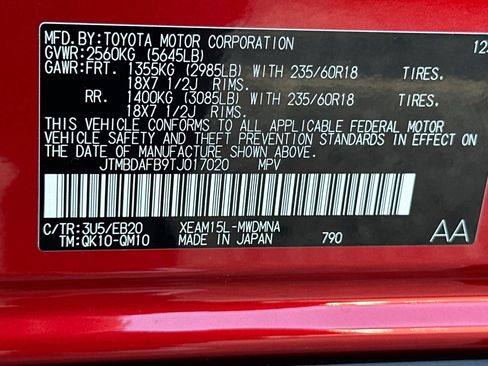 MFD.BY:TOYOTA MOTOR CORPORATION
GVWR:2560KG (5645LB)
GAWR:FRT. 1355KG (2985LB) WITH 235/60R18 TIRES.
18X7 1/2J RIMS.
RR. 1400KG (3085LB) WITH 235/60R18 TIRES.
18X7 1/2J RIMS.
THIS VEHICLE CONFORMS TO ALL APPLICABLE FEDERAL MOTOR
VEHICLE SAFETY AND THEFT PREVENTION STANDARDS IN EFFECT
ON THE DATE OF MANUFACTURE SHOWN ABOVE.
JTMBDAFB9TJ017020 MPV
C/TR:3U5/EB20 XEAM15L-MWDMNA
TM:QK10-QM10 MADE IN JAPAN 790
AA